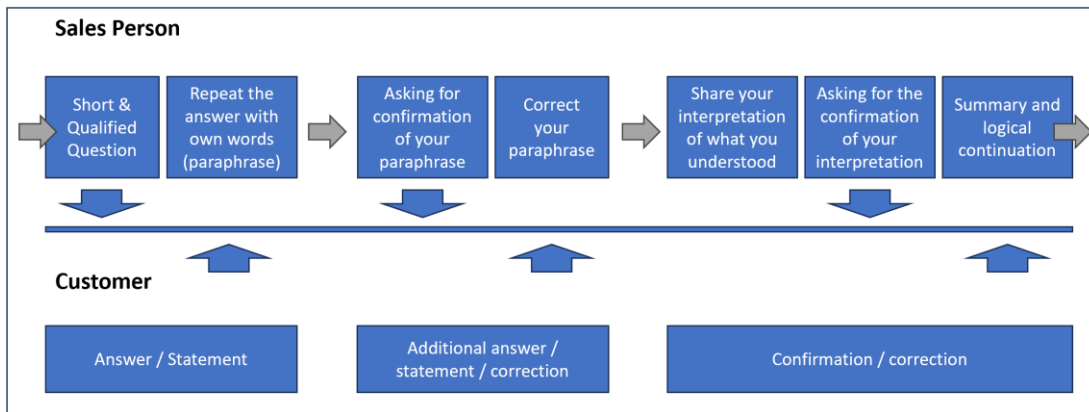 Sales Person
Short &
Qualified
Question
Repeat the
answer with
own words
(paraphrase)
Asking for
confirmation
of your
paraphrase
Correct
your
paraphrase
Share your
interpretation
of what you
understood
Asking for the
confirmation
of your
interpretation
Summary and
logical
continuation
Customer
Answer / Statement
Additional answer /
statement / correction
Confirmation / correction